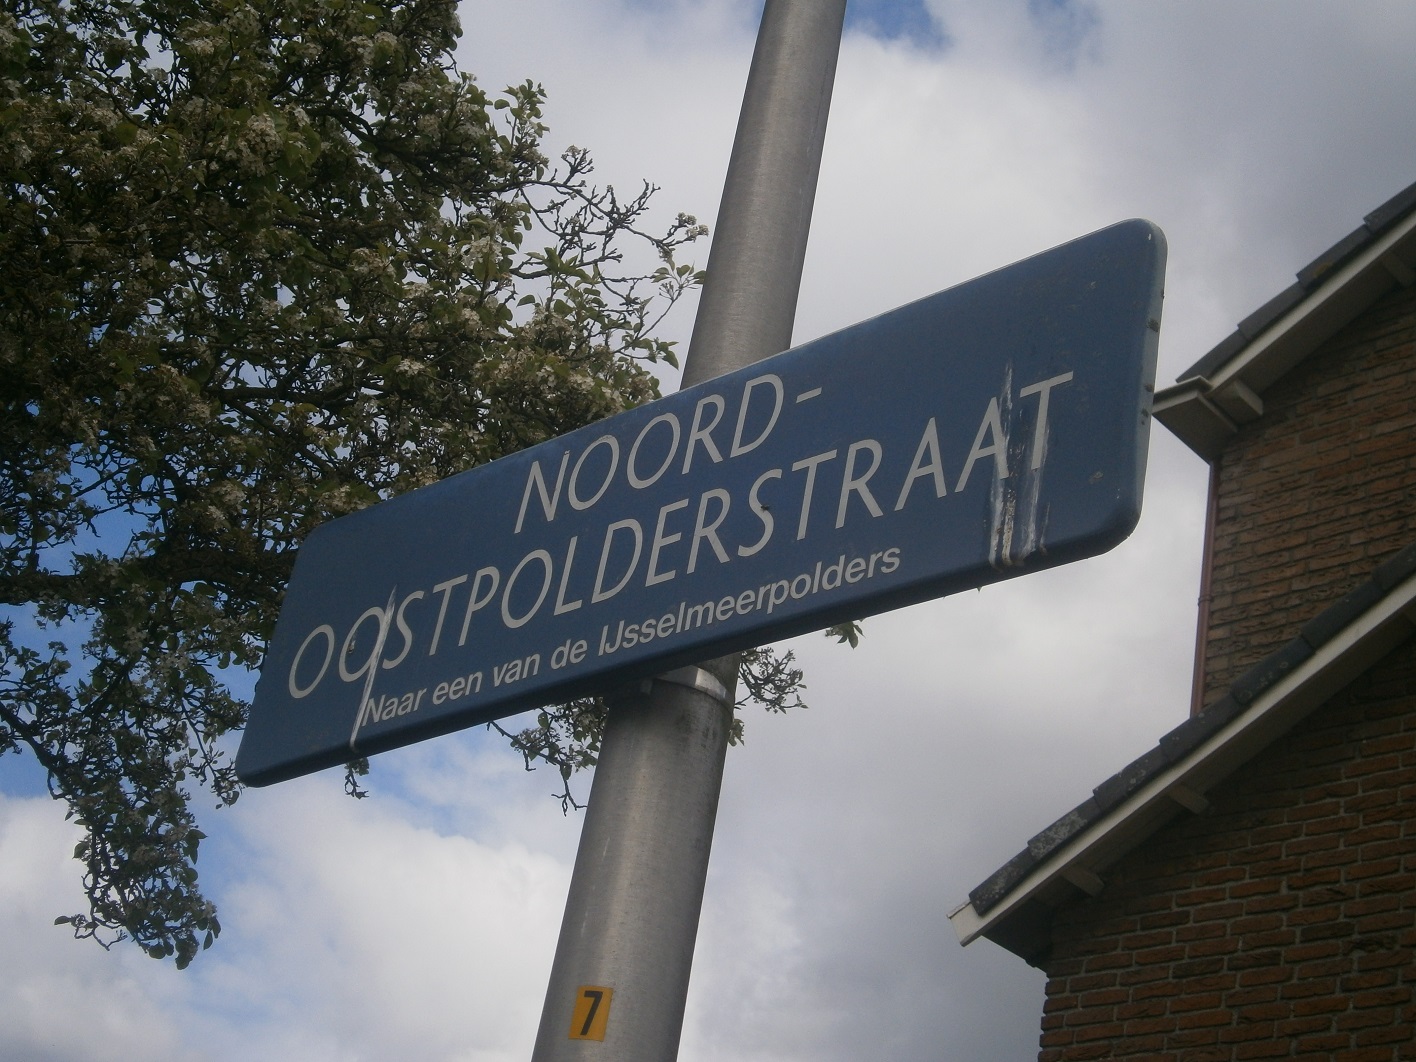 NOORD-
OOSTPOLDERSTRAAT
Naar een van de IJsselmeerpolders
7